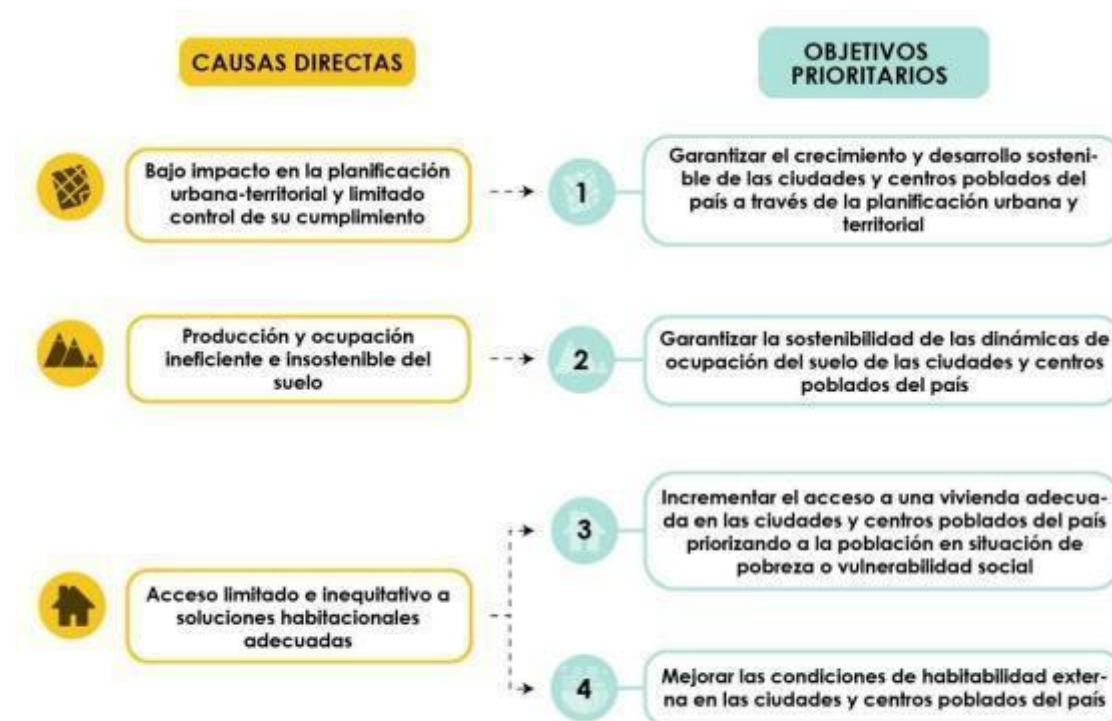 CAUSAS DIRECTAS
OBJETIVOS
PRIORITARIOS
Bajo impacto en la planificación
urbana-territorial y limitado
control de su cumplimiento
1
Garantizar el crecimiento y desarrollo sosteni-
ble de las ciudades y centros poblados del
país a través de la planificación urbana y
territorial
Producción y ocupación
ineficiente e insostenible del
suelo
2
Garantizar la sostenibilidad de las dinámicas de
ocupación del suelo de las ciudades y centros
poblados del país
Acceso limitado e inequitativo a
soluciones habitacionales
adecuadas
3
Incrementar el acceso a una vivienda adecua-
da en las ciudades y centros poblados del país
priorizando a la población en situación de
pobreza o vulnerabilidad social
4
Mejorar las condiciones de habitabilidad exter-
na en las ciudades y centros poblados del país